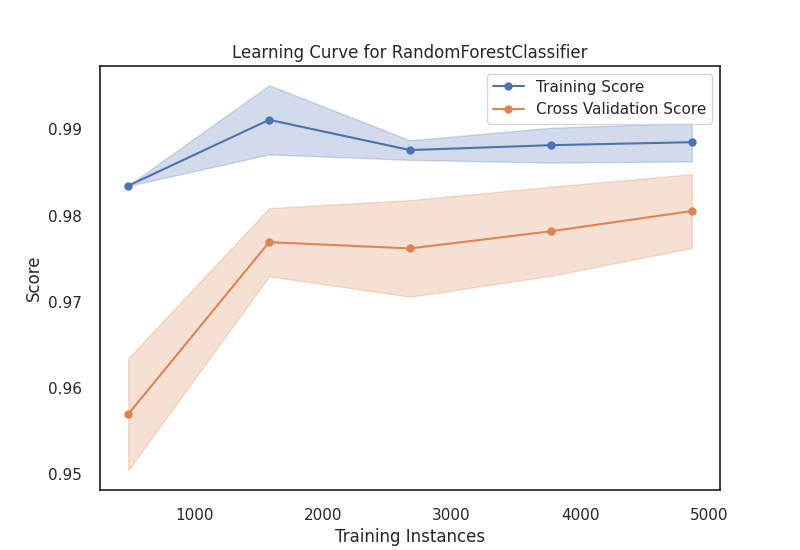 Learning Curve for RandomForestClassifier
Training Score
Cross Validation Score
0.99
0.98
0.97
0.96
0.95
Score
1000 2000 3000 4000 5000
Training Instances